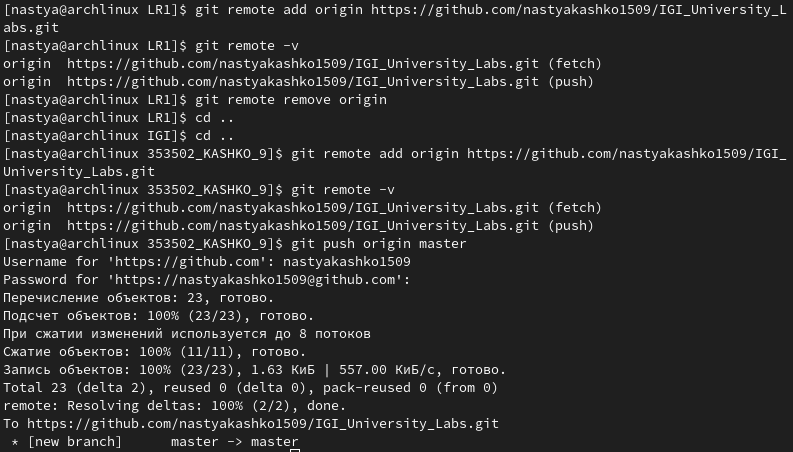 [nastya@archlinux LR1]$ git remote add origin https://github.com/nastyakashko1509/IGI_University_L
abs.git
[nastya@archlinux LR1]$ git remote -v
origin  https://github.com/nastyakashko1509/IGI_University_Labs.git (fetch)
origin  https://github.com/nastyakashko1509/IGI_University_Labs.git (push)
[nastya@archlinux LR1]$ git remote remove origin
[nastya@archlinux LR1]$ cd ..
[nastya@archlinux IGI]$ cd ..
[nastya@archlinux 353502_KASHKO_9]$ git remote add origin https://github.com/nastyakashko1509/IGI_
University_Labs.git
[nastya@archlinux 353502_KASHKO_9]$ git remote -v
origin  https://github.com/nastyakashko1509/IGI_University_Labs.git (fetch)
origin  https://github.com/nastyakashko1509/IGI_University_Labs.git (push)
[nastya@archlinux 353502_KASHKO_9]$ git push origin master
Username for 'https://github.com': nastyakashko1509
Password for 'https://nastyakashko1509@github.com':
Перечисление объектов: 23, готово.
Подсчет объектов: 100% (23/23), готово.
При сжатии изменений используется до 8 потоков
Сжатие объектов: 100% (11/11), готово.
Запись объектов: 100% (23/23), 1.63 КиБ | 557.00 КиБ/с, готово.
Total 23 (delta 2), reused 0 (delta 0), pack-reused 0 (from 0)
remote: Resolving deltas: 100% (2/2), done.
To https://github.com/nastyakashko1509/IGI_University_Labs.git
 * [new branch]      master -> master